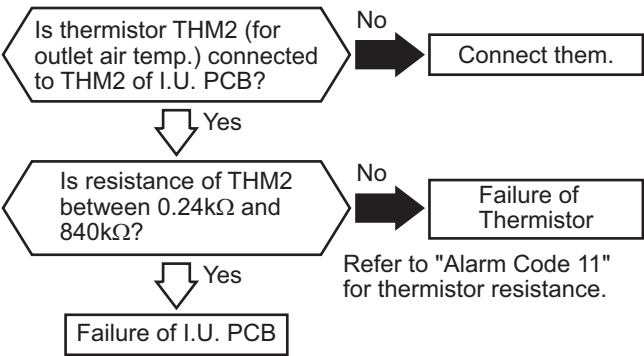 Is thermistor THM2 (for
outlet air temp.) connected
to THM2 of I.U. PCB?
No
Connect them.
Yes
Is resistance of THM2
between 0.24kΩ and
840kΩ?
No
Failure of
Thermistor
Refer to "Alarm Code 11"
for thermistor resistance.
Yes
Failure of I.U. PCB